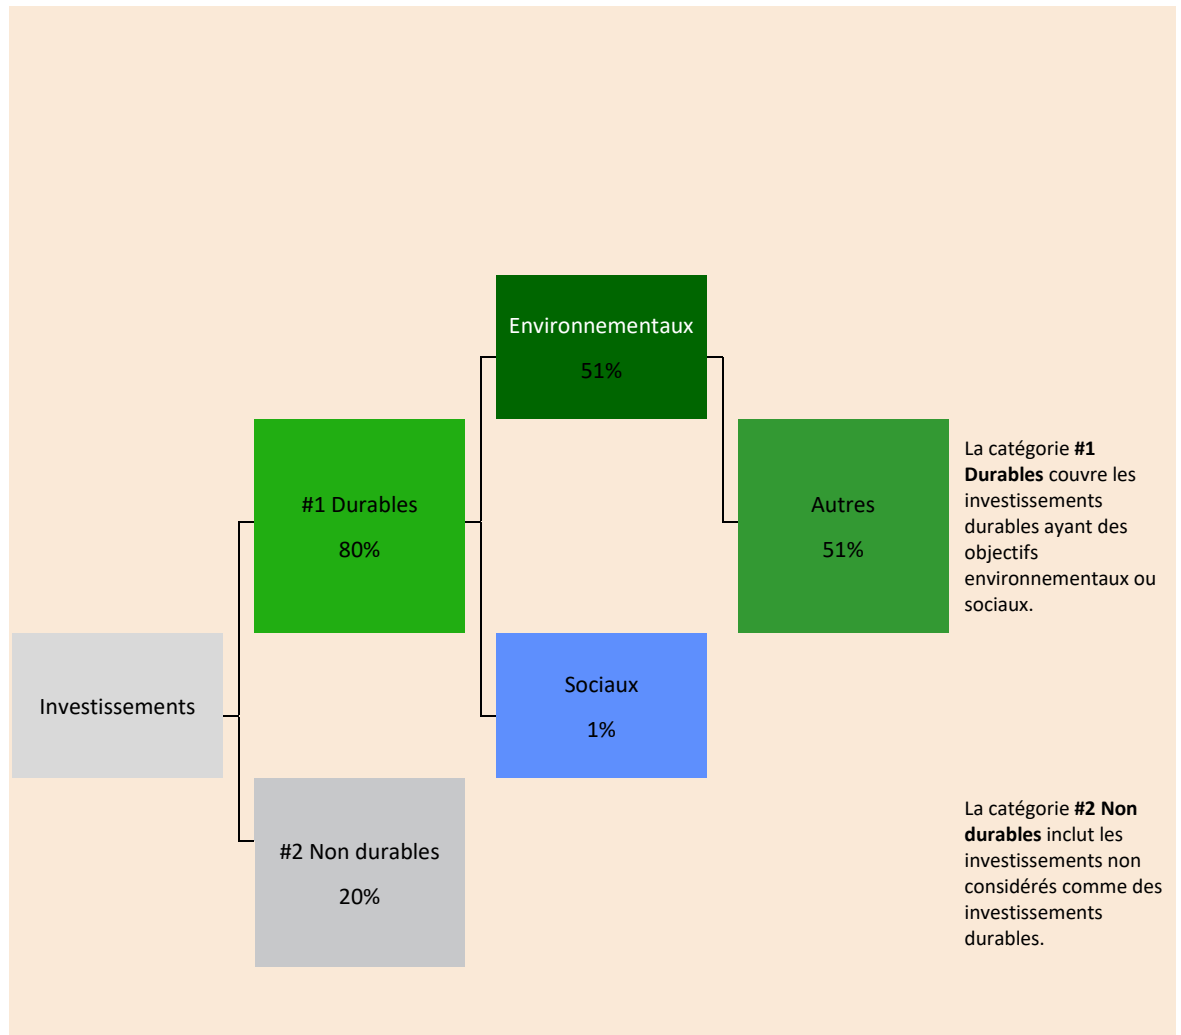 Environnementaux
51%
#1 Durables
80%
Autres
51%
La catégorie #1
Durables couvre les
investissements
durables ayant des
objectifs
environnementaux ou
sociaux.
Investissements
Sociaux
1%
#2 Non durables
20%
La catégorie #2 Non
durables inclut les
investissements non
considérés comme des
investissements
durables.